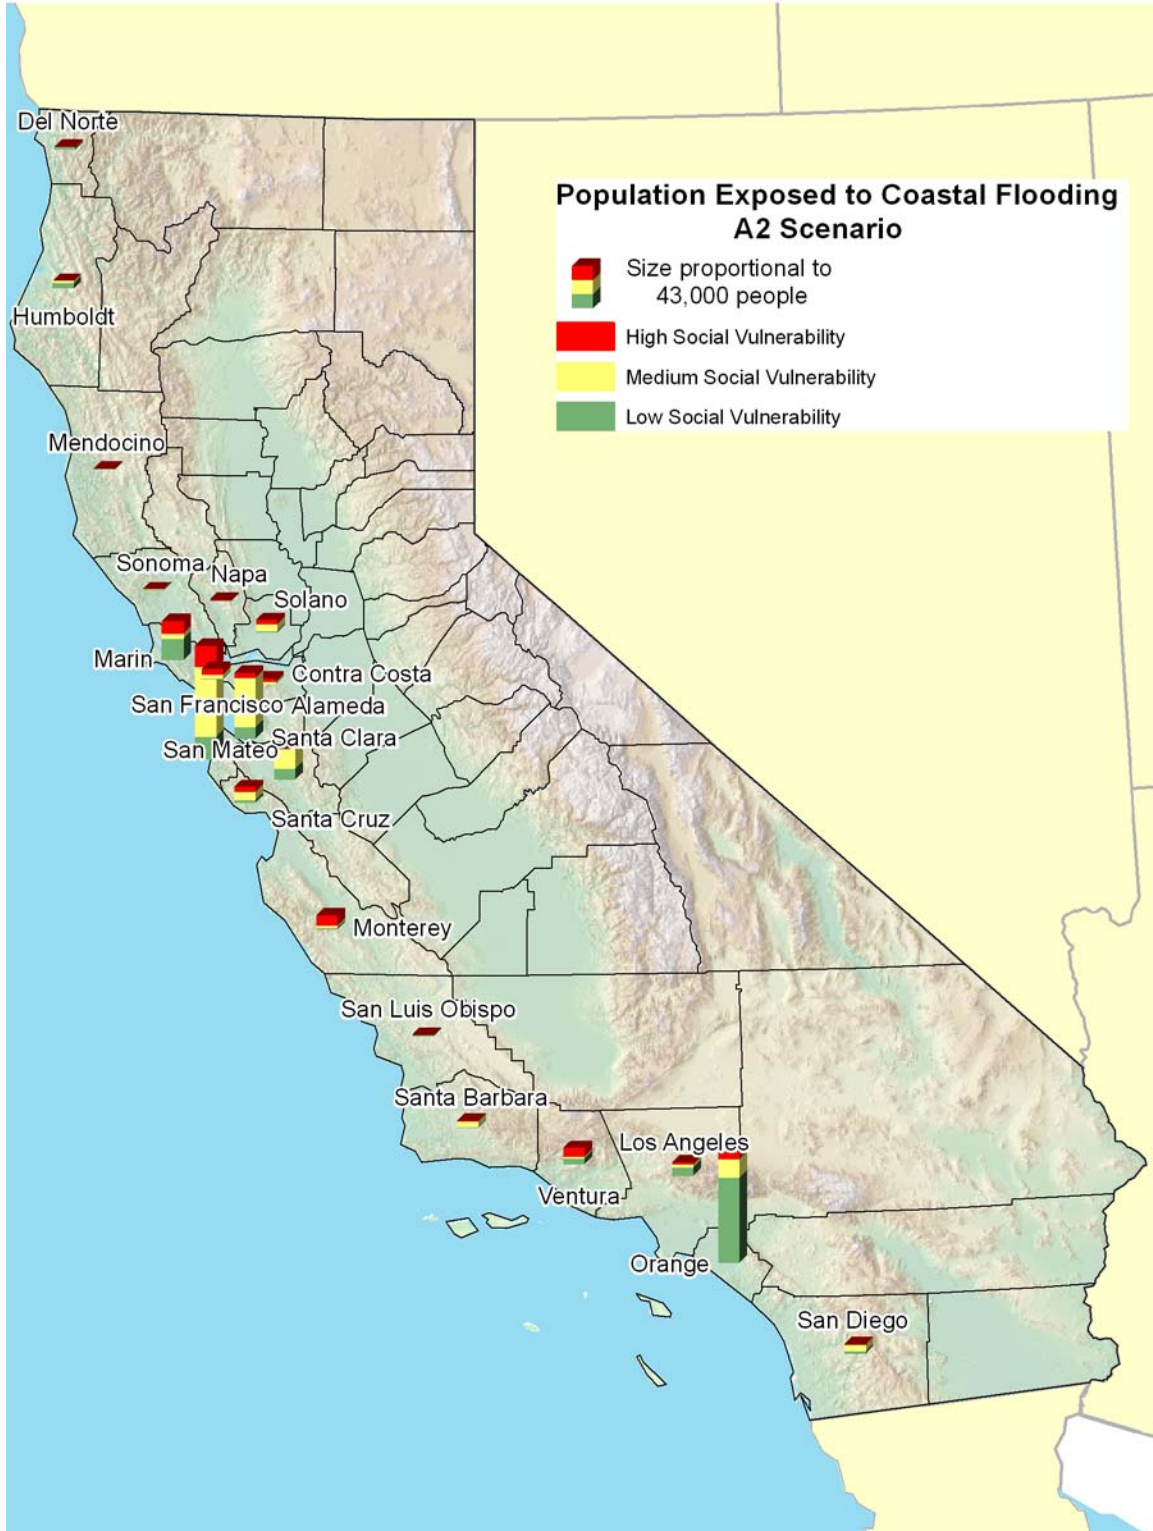 Del Norte
Population Exposed to Coastal Flooding
A2 Scenario
Size proportional to
43,000 people
High Social Vulnerability
Medium Social Vulnerability
Low Social Vulnerability
Humboldt
Mendocino
Sonoma
Napa
Solano
Marin
Contra Costa
San Francisco
Alameda
San Mateo
Santa Clara
Santa Cruz
Monterey
San Luis Obispo
Santa Barbara
Los Angeles
Ventura
Orange
San Diego